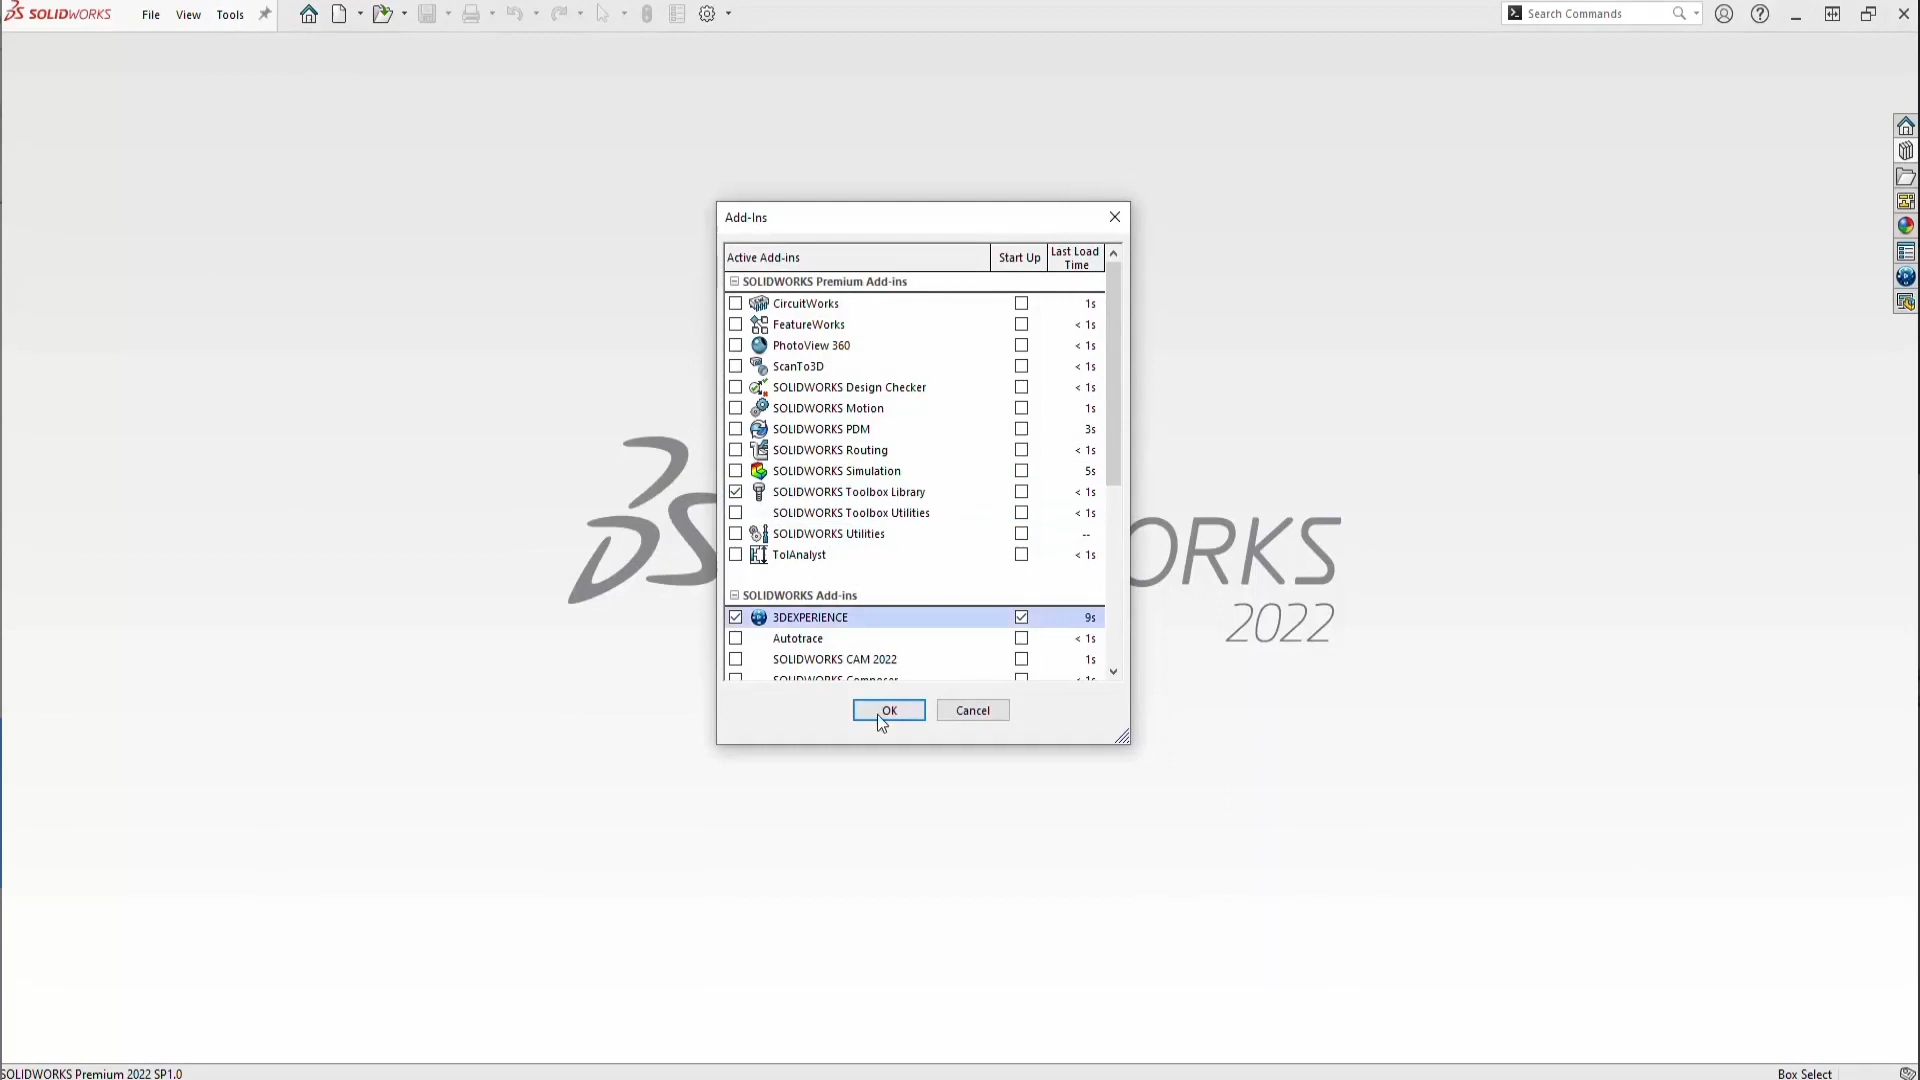 SOLIDWORKS File View Tools Search Commands
Add-Ins
Active Add-ins Start Up Last Load Time
SOLIDWORKS Premium Add-ins
CircuitWorks 1s
FeatureWorks < 1s
PhotoView 360 < 1s
ScanTo3D < 1s
SOLIDWORKS Design Checker < 1s
SOLIDWORKS Motion 1s
SOLIDWORKS PDM 3s
SOLIDWORKS Routing < 1s
SOLIDWORKS Simulation 5s
SOLIDWORKS Toolbox Library < 1s
SOLIDWORKS Toolbox Utilities < 1s
SOLIDWORKS Utilities --
TolAnalyst < 1s
SOLIDWORKS Add-ins
3DEXPERIENCE 9s
Autotrace < 1s
SOLIDWORKS CAM 2022 1s
SOLIDWORKS Composer < 1s
OK Cancel
ORKS
2022
SOLIDWORKS Premium 2022 SP1.0 Box Select